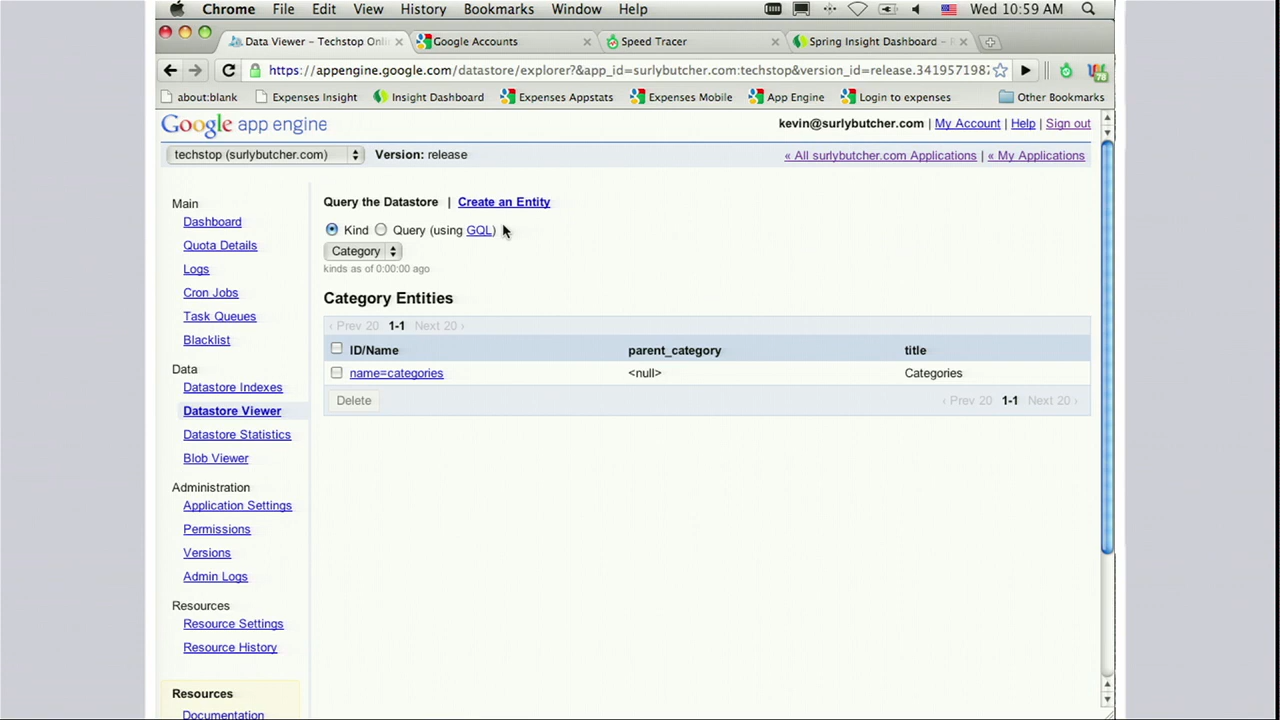 Chrome File Edit View History Bookmarks Window Help Wed 10:59 AM
Data Viewer – Techstop Onli Google Accounts Speed Tracer Spring Insight Dashboard –
https://appengine.google.com/datastore/explorer?&app_id=surlybutcher.com:techstop&version_id=release.341957198 78
about:blank Expenses Insight Insight Dashboard Expenses Appstats Expenses Mobile App Engine Login to expenses Other Bookmarks
Google app engine
kevin@surlybutcher.com | My Account | Help | Sign out
techstop (surlybutcher.com) Version: release « All surlybutcher.com Applications | « My Applications
Main
Dashboard
Quota Details
Logs
Cron Jobs
Task Queues
Blacklist
Data
Datastore Indexes
Datastore Viewer
Datastore Statistics
Blob Viewer
Administration
Application Settings
Permissions
Versions
Admin Logs
Resources
Resource Settings
Resource History
Resources
Documentation
Query the Datastore | Create an Entity
Kind Query (using GQL)
Category
kinds as of 0:00:00 ago
Category Entities
‹ Prev 20 1-1 Next 20 ›
ID/Name parent_category title
name=categories <null> Categories
Delete ‹ Prev 20 1-1 Next 20 ›